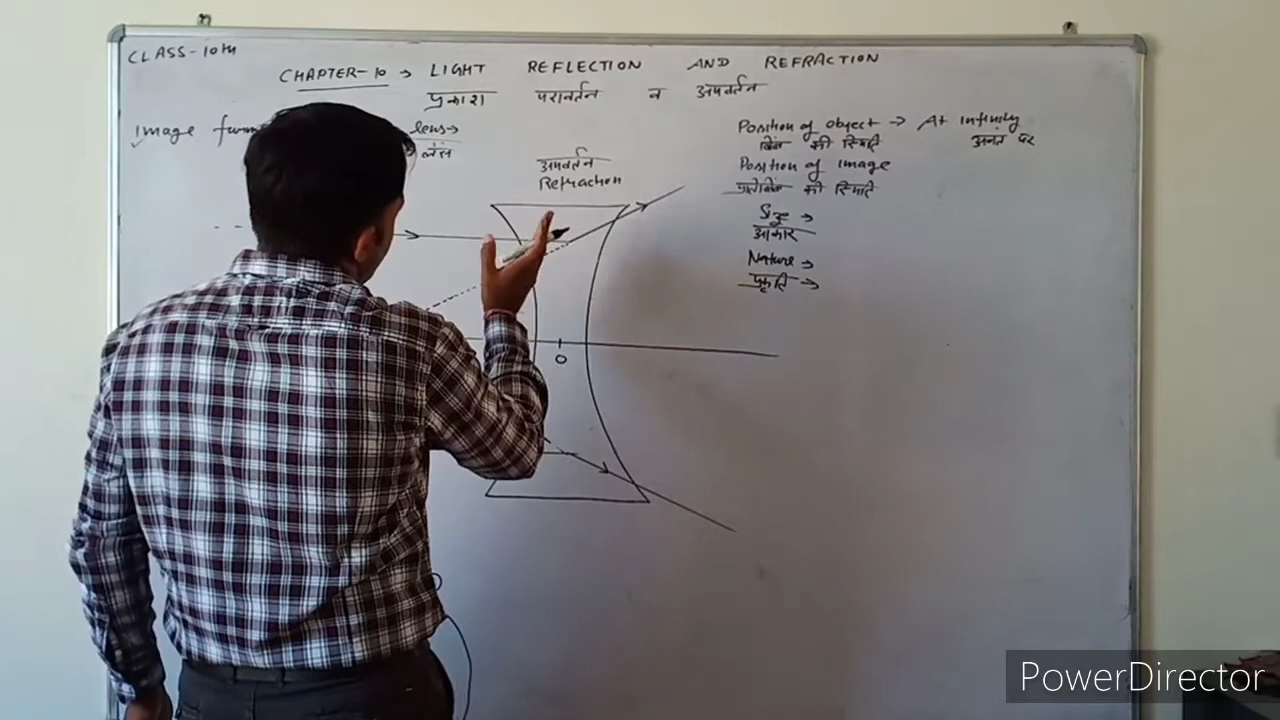 CLASS-10th
CHAPTER-10 → LIGHT REFLECTION AND REFRACTION
प्रकाश परावर्तन व अपवर्तन
Image lens→
लेंस
अपवर्तन
Refraction
O
Position of object → At infinity
बिंब की स्थिति अनंत पर
Position of image
प्रतिबिंब की स्थिति
Size →
आकार
Nature →
प्रकृति →
PowerDirector